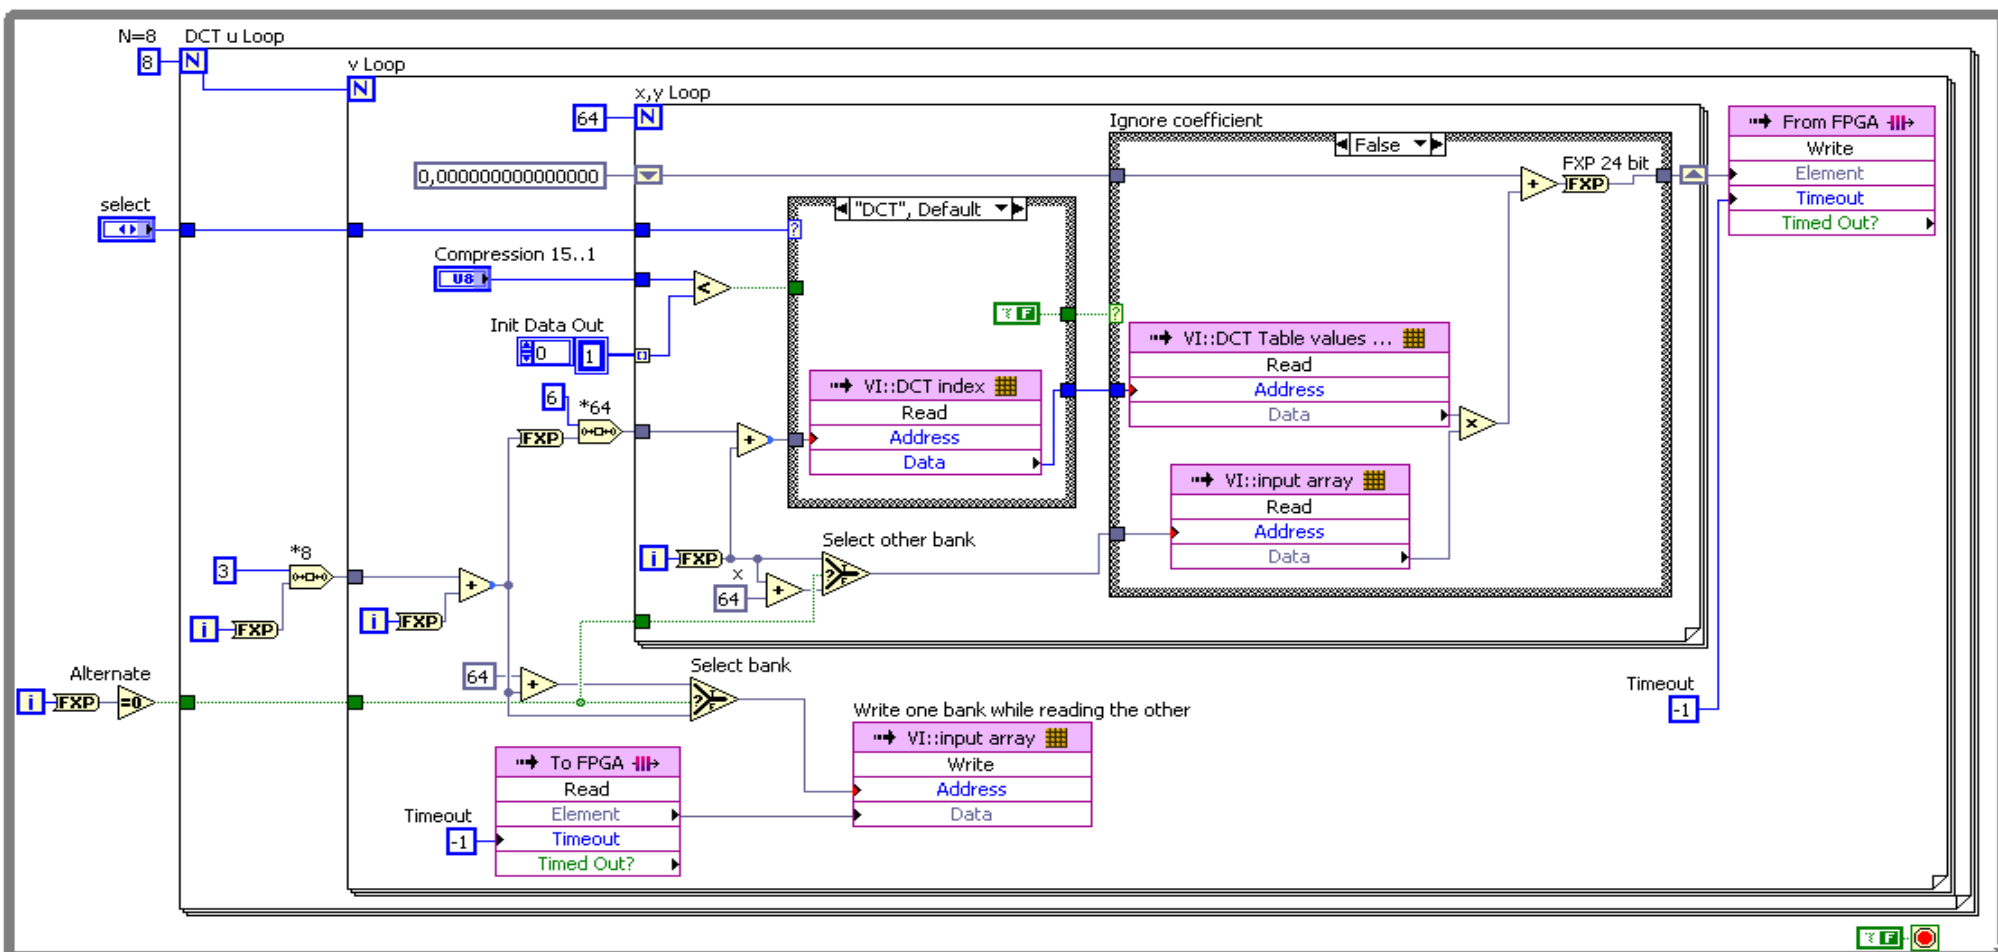 N=8
DCT u Loop
8
N
v Loop
N
x,y Loop
64
N
Ignore coefficient
From FPGA
Write
Element
Timeout
Timed Out?
False
FXP 24 bit
0,000000000000000
+
FXP
select
"DCT", Default
?
Compression 15..1
U8
<
Init Data Out
0
1
F
?
VI::DCT Table values ...
Read
Address
Data
6
*64
VI::DCT index
Read
Address
Data
x
FXP
+
VI::input array
Read
Address
Data
*8
3
Select other bank
i
FXP
x
64
+
?
T
F
+
i
FXP
i
FXP
Alternate
i
FXP
=0
64
+
Select bank
?
T
F
Timeout
-1
Write one bank while reading the other
VI::input array
Write
Address
Data
To FPGA
Read
Element
Timeout
Timed Out?
Timeout
-1
F